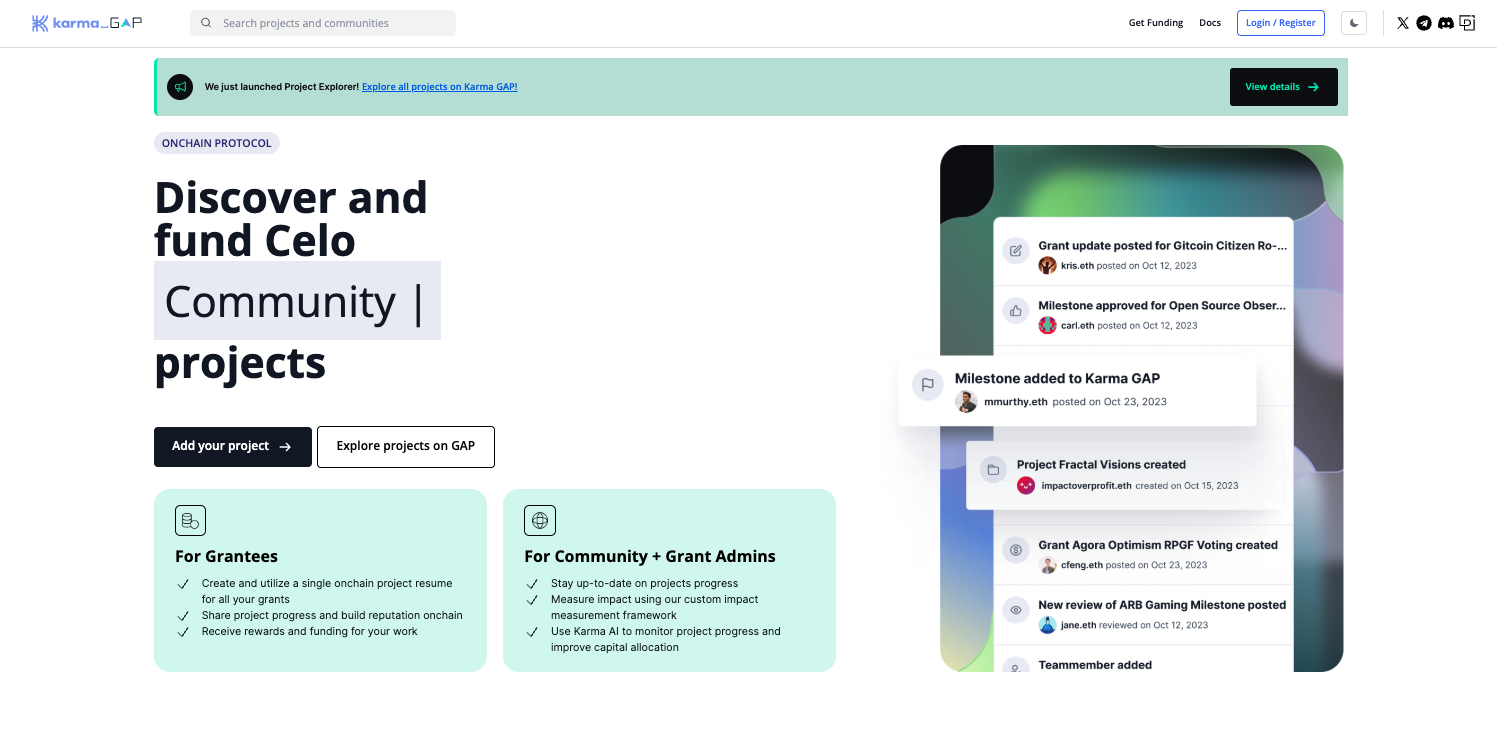 karma_GAP
Search projects and communities
Get Funding
Docs
Login / Register
We just launched Project Explorer! Explore all projects on Karma GAP!
View details
ONCHAIN PROTOCOL
Discover and
fund Celo
Community |
projects
Add your project
Explore projects on GAP
For Grantees
Create and utilize a single onchain project resume
for all your grants
Share project progress and build reputation onchain
Receive rewards and funding for your work
For Community + Grant Admins
Stay up-to-date on projects progress
Measure impact using our custom impact
measurement framework
Use Karma AI to monitor project progress and
improve capital allocation
Grant update posted for Gitcoin Citizen Ro-...
kris.eth posted on Oct 12, 2023
Milestone approved for Open Source Obser...
carl.eth posted on Oct 12, 2023
Milestone added to Karma GAP
mmurthy.eth posted on Oct 23, 2023
Project Fractal Visions created
impactoverprofit.eth created on Oct 15, 2023
Grant Agora Optimism RPGF Voting created
cfeng.eth posted on Oct 23, 2023
New review of ARB Gaming Milestone posted
jane.eth reviewed on Oct 12, 2023
Teammember added